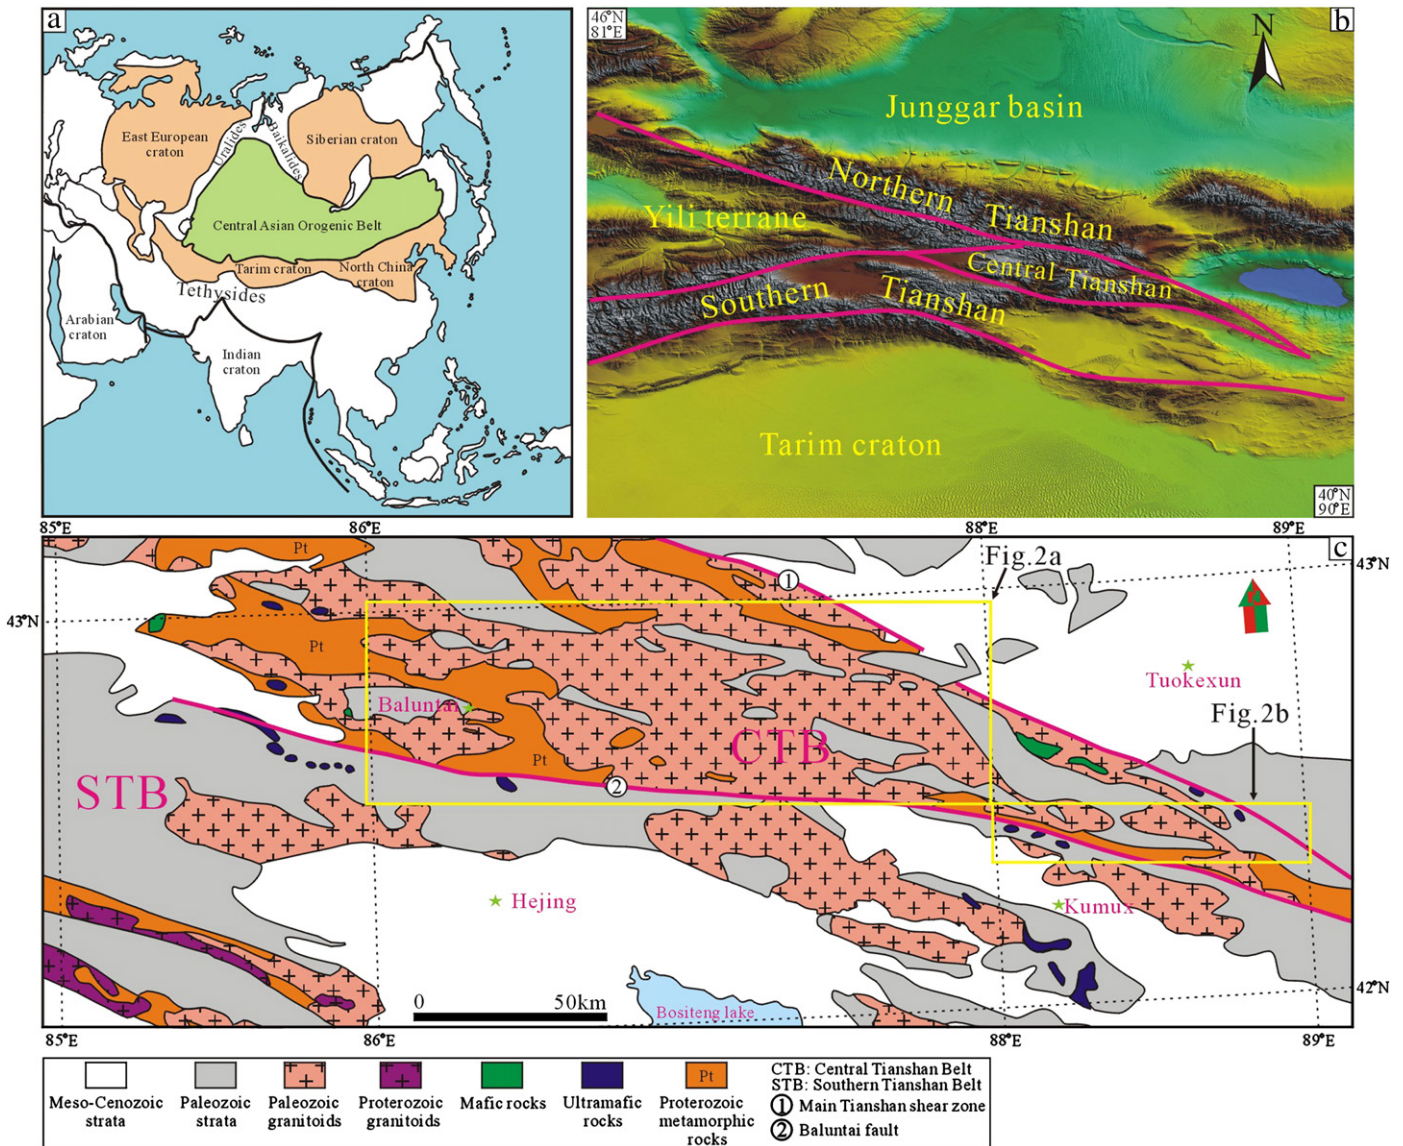 a
East European
craton
Uralides
Baikalides
Siberian craton
Central Asian Orogenic Belt
Tarim craton
North China
craton
Tethysides
Arabian
craton
Indian
craton
46°N
81°E
b
N
Junggar basin
Northern Tianshan
Yili terrane
Central Tianshan
Southern Tianshan
Tarim craton
40°N
90°E
85°E
86°E
88°E
89°E
c
Pt
Fig.2a
1
43°N
43°N
Pt
Tuokexun
Baluntai
Fig.2b
CTB
Pt
STB
2
Hejing
Kumux
0 50km
Bositeng lake
42°N
85°E
86°E
88°E
89°E
Pt
Meso-Cenozoic
strata
Paleozoic
strata
Paleozoic
granitoids
Proterozoic
granitoids
Mafic rocks
Ultramafic
rocks
Proterozoic
metamorphic
rocks
CTB: Central Tianshan Belt
STB: Southern Tianshan Belt
1 Main Tianshan shear zone
2 Baluntai fault